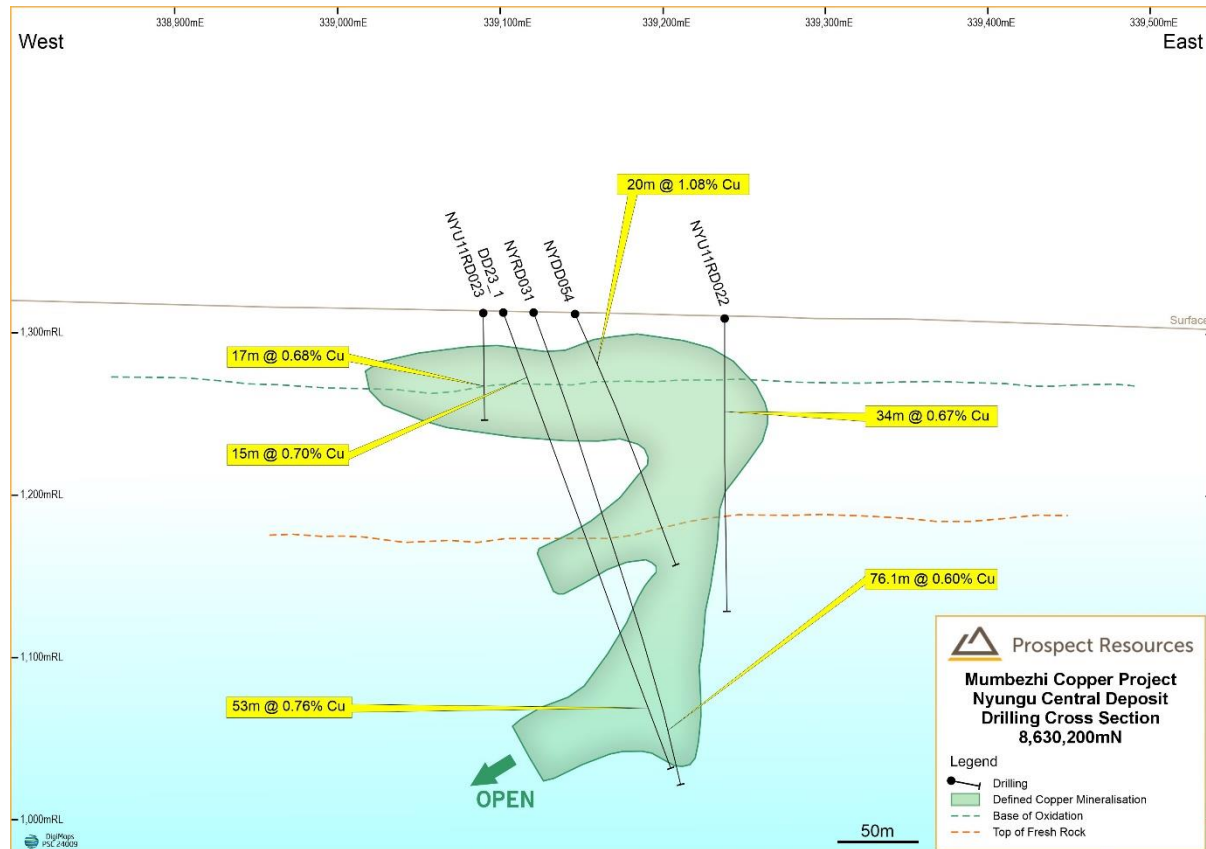 338,900mE
339,000mE
339,100mE
339,200mE
339,300mE
339,400mE
339,500mE
West
East
20m @ 1.08% Cu
NYU11RD023
DD23_1
NYRD031
NYDD054
NYU11RD022
Surface
1,300mRL
17m @ 0.68% Cu
34m @ 0.67% Cu
15m @ 0.70% Cu
1,200mRL
76.1m @ 0.60% Cu
1,100mRL
53m @ 0.76% Cu
OPEN
1,000mRL
50m
DigiMaps
PSC 24009
Prospect Resources
Mumbezhi Copper Project
Nyungu Central Deposit
Drilling Cross Section
8,630,200mN
Legend
Drilling
Defined Copper Mineralisation
Base of Oxidation
Top of Fresh Rock